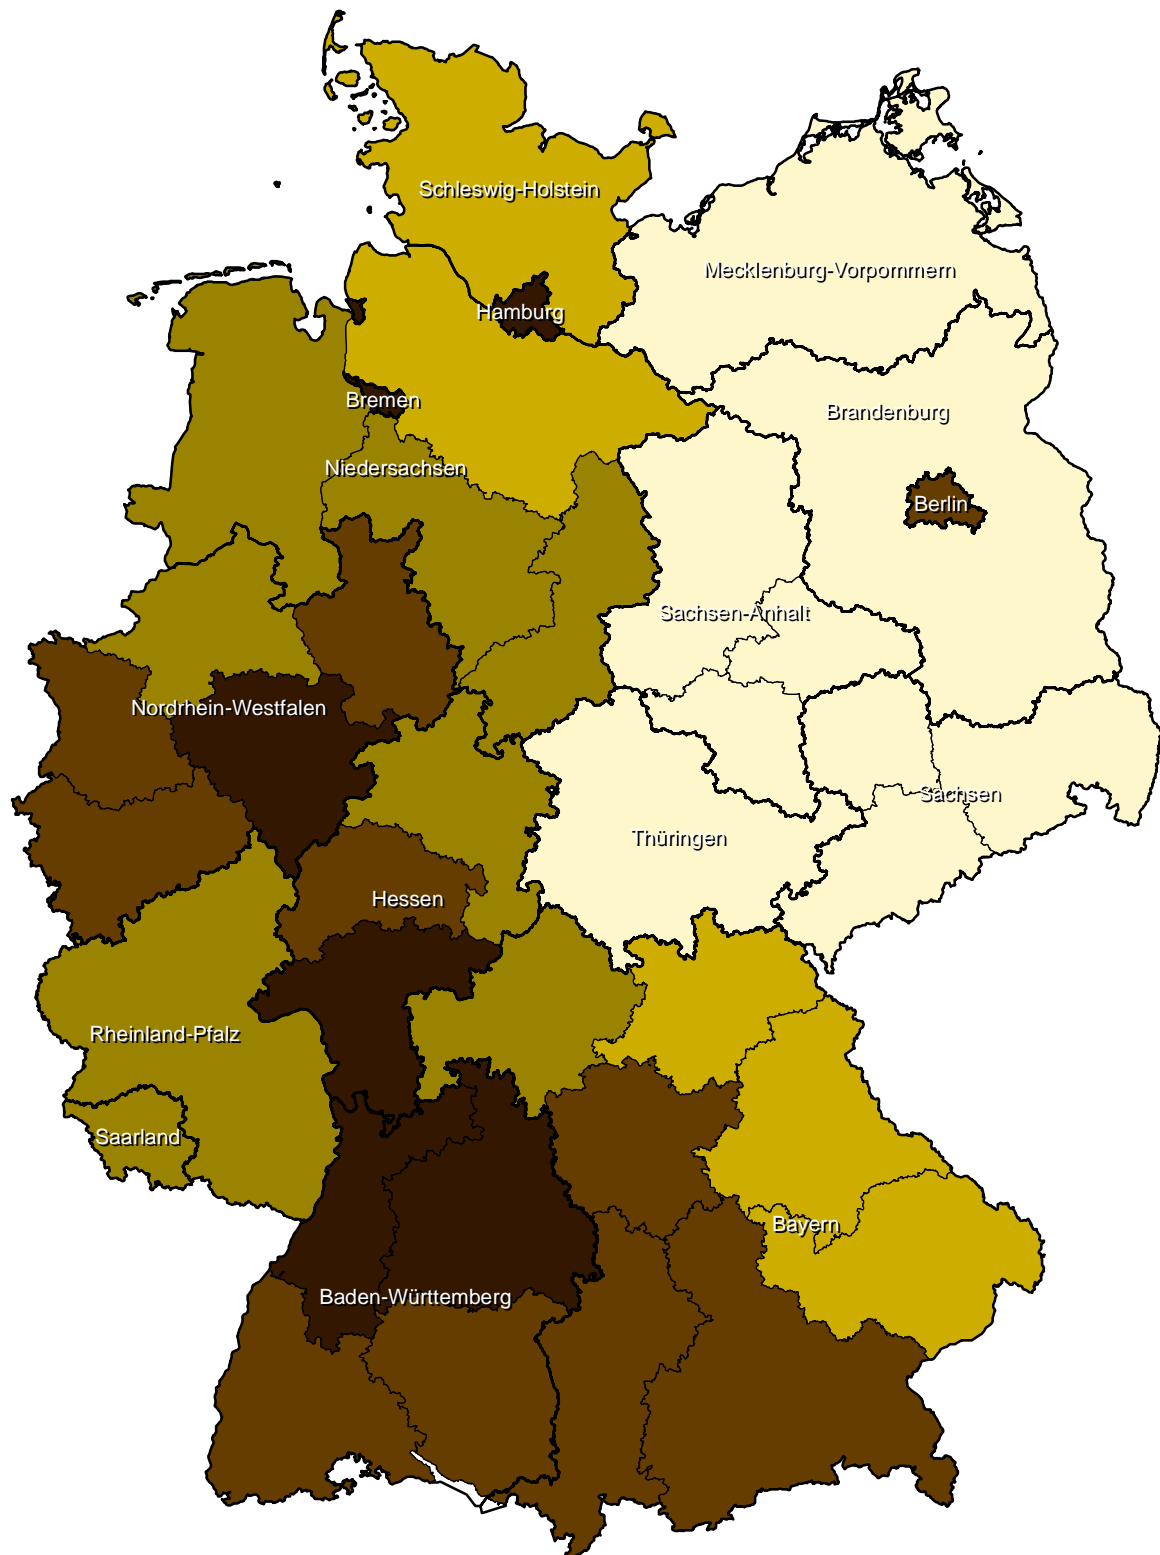 Schleswig-Holstein
Mecklenburg-Vorpommern
Hamburg
Bremen
Brandenburg
Niedersachsen
Berlin
Sachsen-Anhalt
Nordrhein-Westfalen
Sachsen
Thüringen
Hessen
Rheinland-Pfalz
Saarland
Bayern
Baden-Württemberg